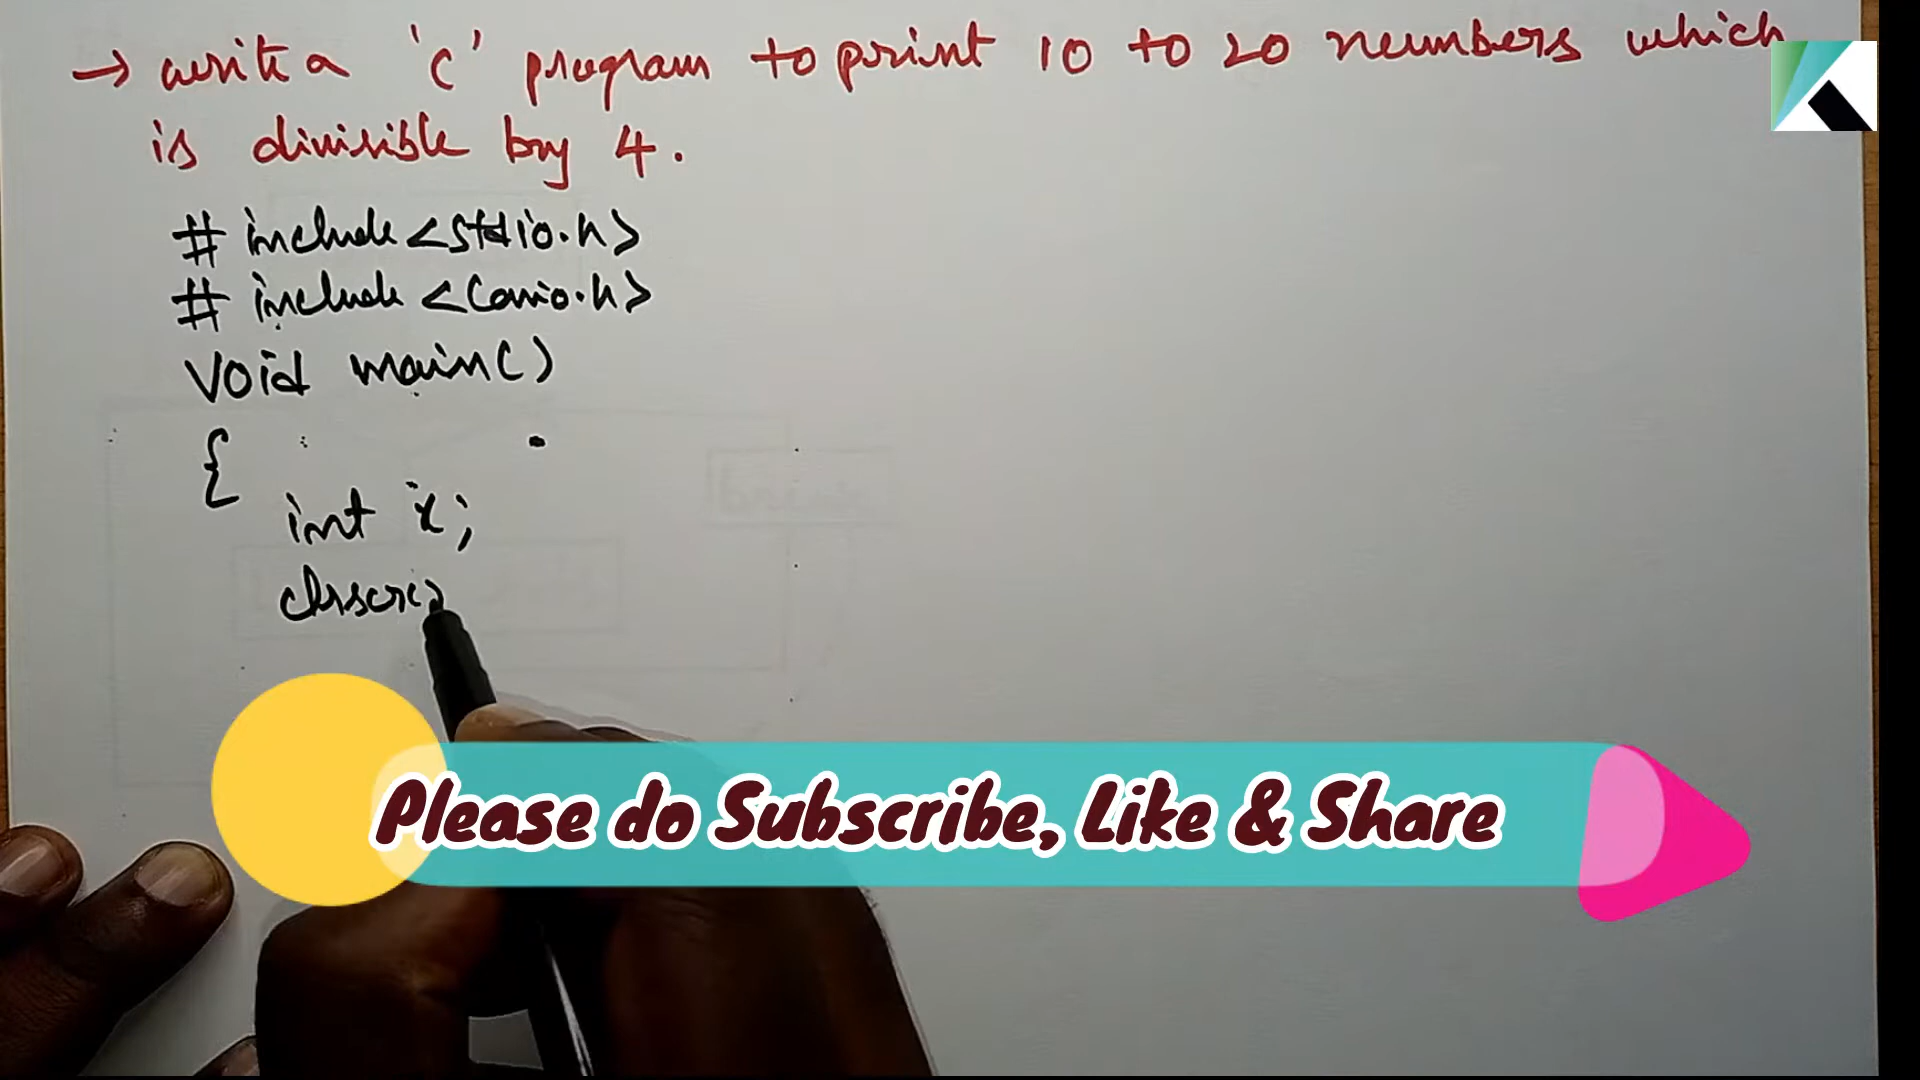 → write a 'c' program to print 10 to 20 numbers which
is divisible by 4.
# include <stdio.h>
# include <conio.h>
void main()
{
int i;
clrscr()
Please do Subscribe, Like & Share